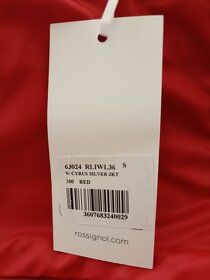 63024 RLIWL36 S
W CYRUS SILVER JKT
300 RED
3607683240029
rossignol.com